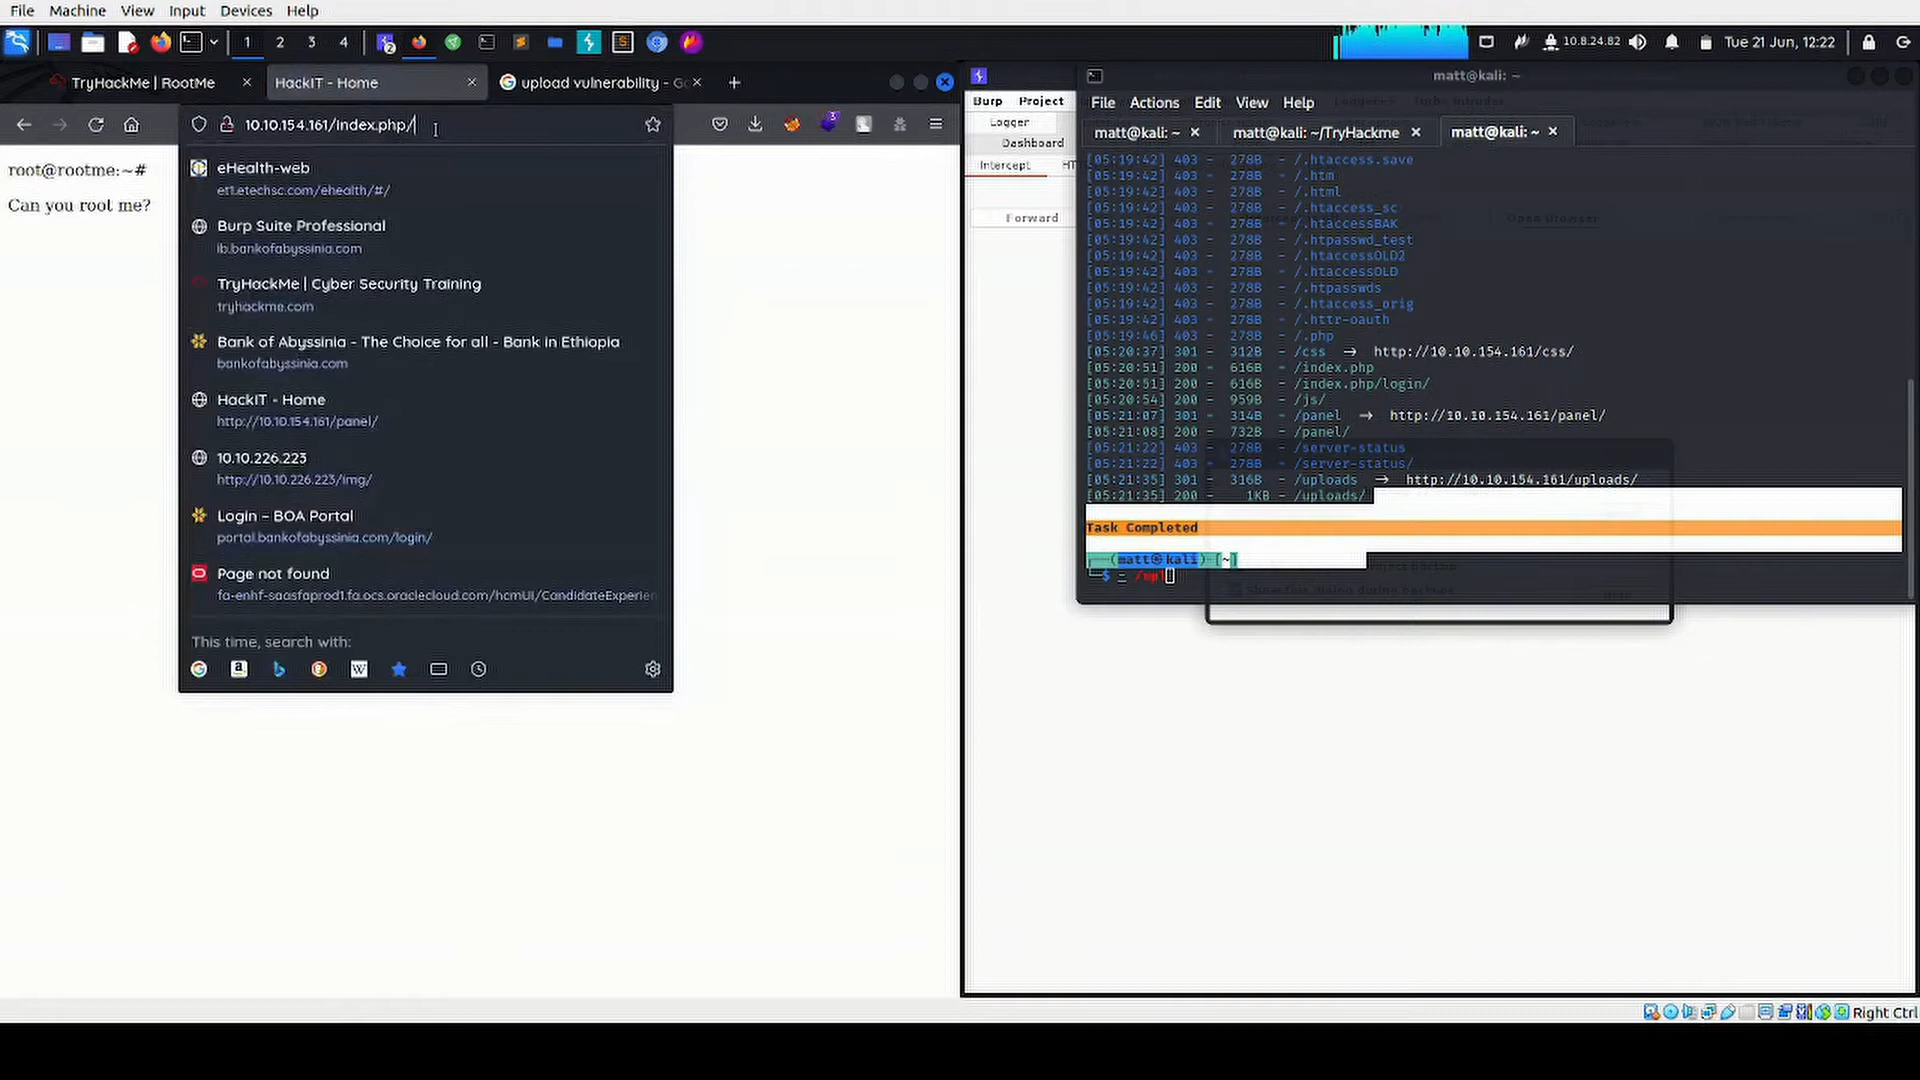 File Machine View Input Devices Help
1 2 3 4
10.8.24.82
Tue 21 Jun, 12:22
TryHackMe | RootMe
HackIT - Home
upload vulnerability - Go
10.10.154.161/index.php/
root@rootme:~#
Can you root me?
eHealth-web
et1.etechsc.com/ehealth/#/
Burp Suite Professional
ib.bankofabyssinia.com
TryHackMe | Cyber Security Training
tryhackme.com
Bank of Abyssinia - The Choice for all - Bank in Ethiopia
bankofabyssinia.com
HackIT - Home
http://10.10.154.161/panel/
10.10.226.223
http://10.10.226.223/img/
Login – BOA Portal
portal.bankofabyssinia.com/login/
Page not found
fa-enhf-saasfaprod1.fa.ocs.oraclecloud.com/hcmUI/CandidateExperien
This time, search with:
Burp Project
Logger
Dashboard
Intercept HT
Forward
matt@kali: ~
File Actions Edit View Help
matt@kali: ~
matt@kali: ~/TryHackme
matt@kali: ~
[05:19:42] 403 - 278B - /.htaccess.save
[05:19:42] 403 - 278B - /.htm
[05:19:42] 403 - 278B - /.html
[05:19:42] 403 - 278B - /.htaccess_sc
[05:19:42] 403 - 278B - /.htaccessBAK
[05:19:42] 403 - 278B - /.htpasswd_test
[05:19:42] 403 - 278B - /.htaccessOLD2
[05:19:42] 403 - 278B - /.htaccessOLD
[05:19:42] 403 - 278B - /.htpasswds
[05:19:42] 403 - 278B - /.htaccess_orig
[05:19:42] 403 - 278B - /.httr-oauth
[05:19:46] 403 - 278B - /.php
[05:20:37] 301 - 312B - /css → http://10.10.154.161/css/
[05:20:51] 200 - 616B - /index.php
[05:20:51] 200 - 616B - /index.php/login/
[05:20:54] 200 - 959B - /js/
[05:21:07] 301 - 314B - /panel → http://10.10.154.161/panel/
[05:21:08] 200 - 732B - /panel/
[05:21:22] 403 - 278B - /server-status
[05:21:22] 403 - 278B - /server-status/
[05:21:35] 301 - 316B - /uploads → http://10.10.154.161/uploads/
[05:21:35] 200 - 1KB - /uploads/
Task Completed
(matt㉿kali)-[~]
$ - /upl
Right Ctrl